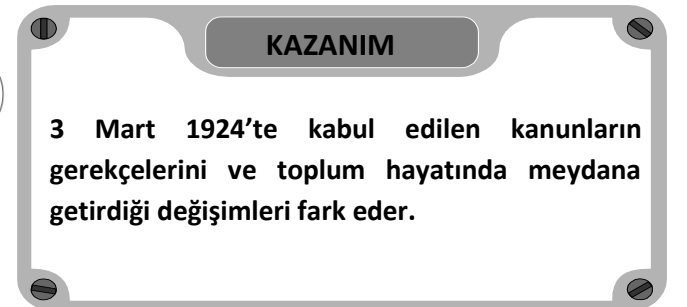 KAZANIM
3 Mart 1924’te kabul edilen kanunların
gerekçelerini ve toplum hayatında meydana
getirdiği değişimleri fark eder.